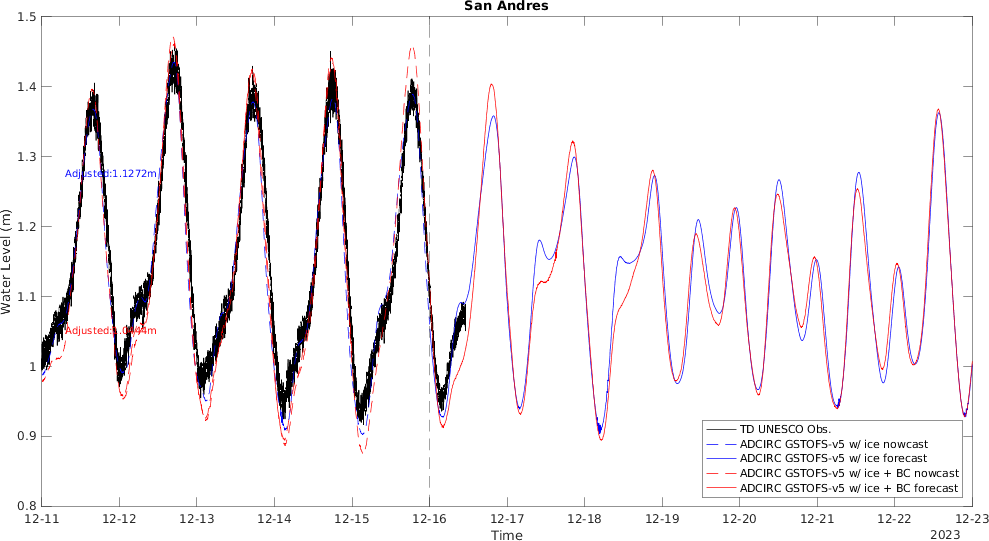 San Andres
1.5
1.4
1.3
1.2
1.1
1
0.9
0.8
Water Level (m)
Adjusted:1.1272m
TD UNESCO Obs.
ADCIRC GSTOFS-v5 w/ ice nowcast
ADCIRC GSTOFS-v5 w/ ice forecast
ADCIRC GSTOFS-v5 w/ ice + BC nowcast
ADCIRC GSTOFS-v5 w/ ice + BC forecast
12-11 12-12 12-13 12-14 12-15 12-16 12-17 12-18 12-19 12-20 12-21 12-22 12-23
Time
2023